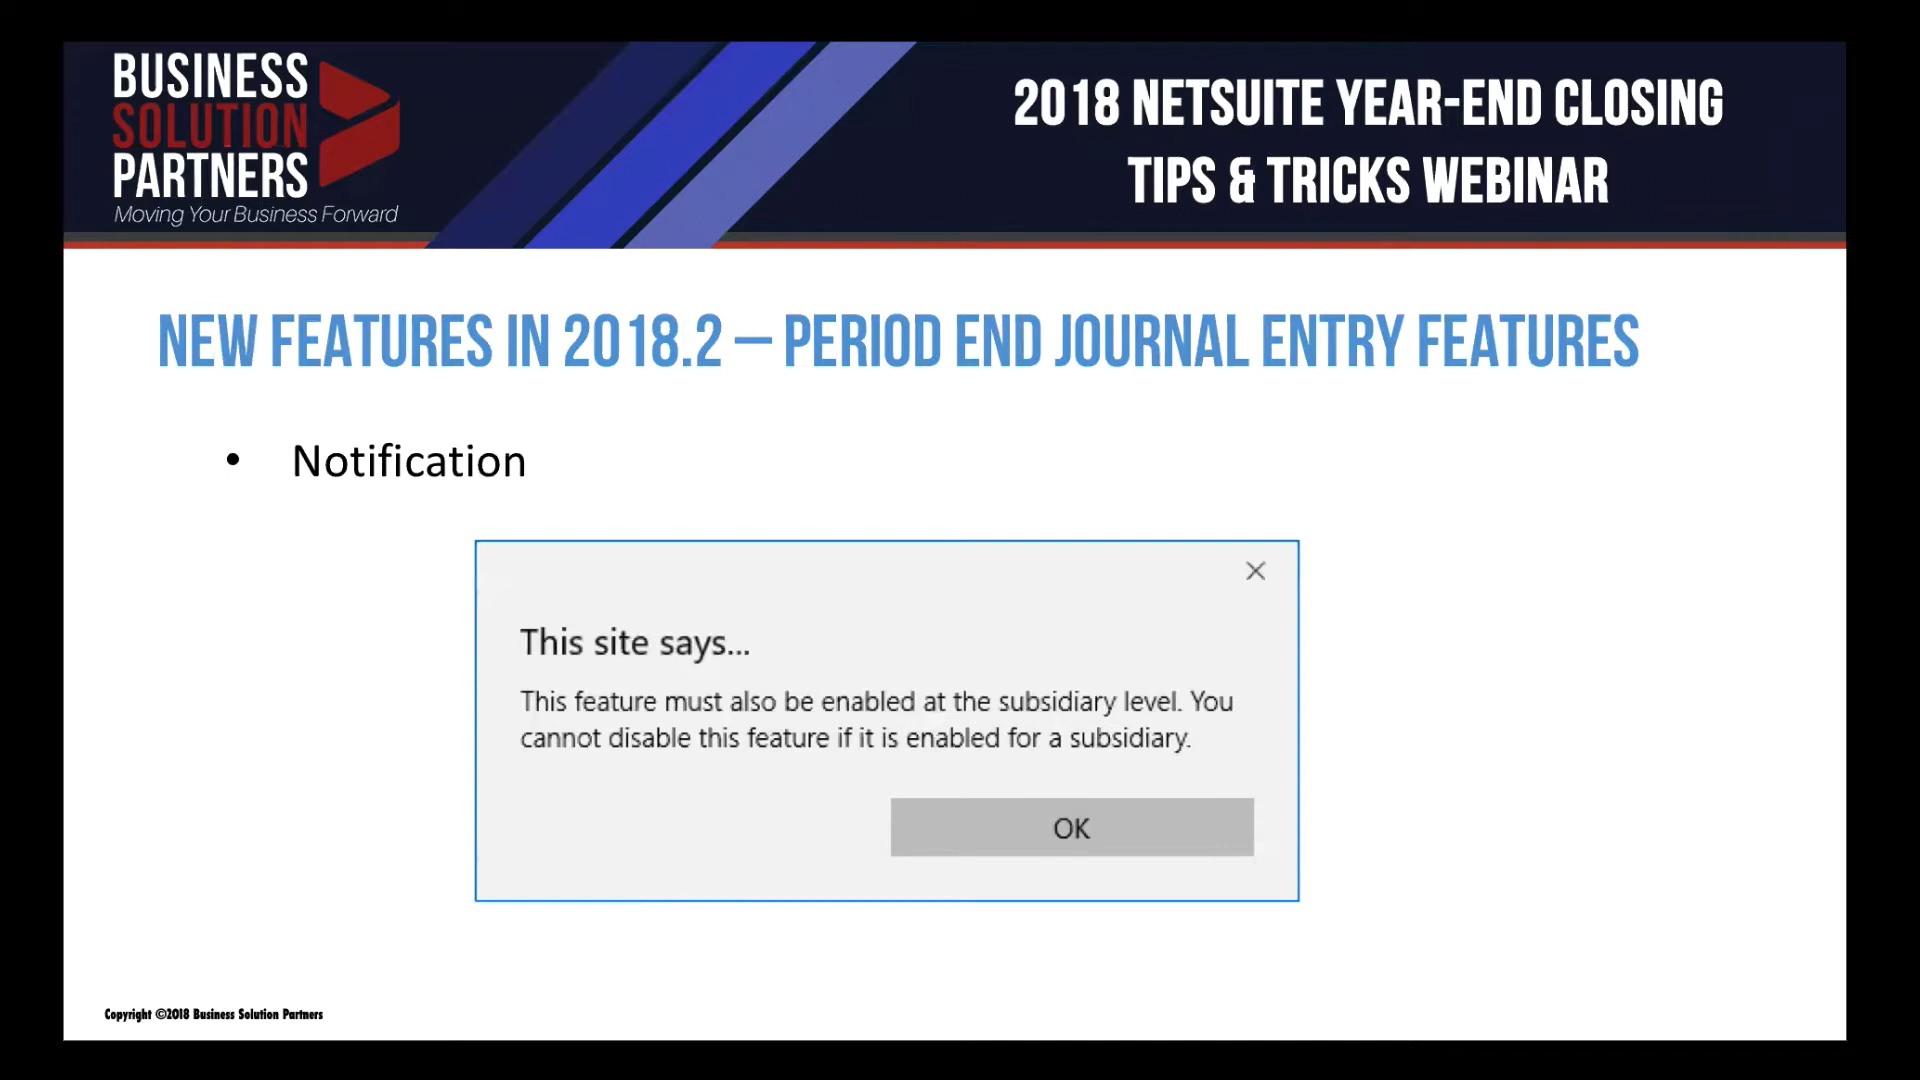 BUSINESS
SOLUTION
PARTNERS
Moving Your Business Forward
2018 NETSUITE YEAR-END CLOSING
TIPS & TRICKS WEBINAR
NEW FEATURES IN 2018.2 – PERIOD END JOURNAL ENTRY FEATURES
• Notification
This site says...
This feature must also be enabled at the subsidiary level. You
cannot disable this feature if it is enabled for a subsidiary.
OK
Copyright ©2018 Business Solution Partners